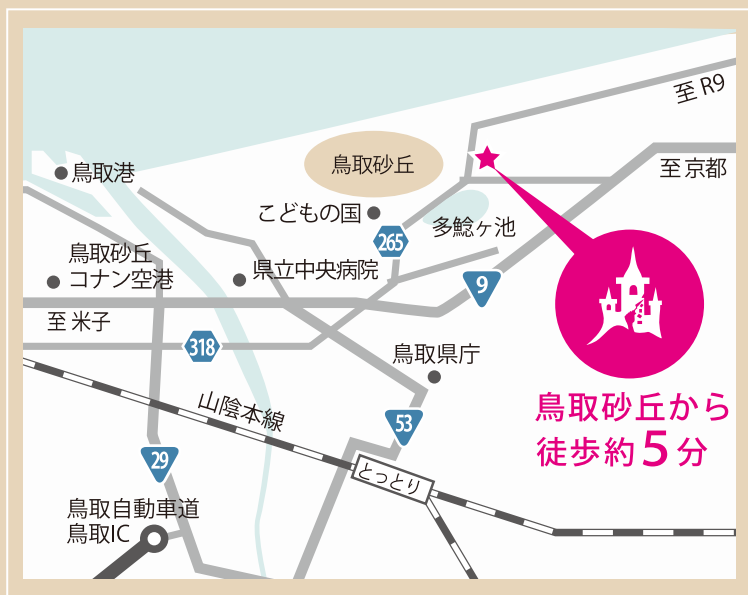 至 R9
鳥取砂丘
至 京都
鳥取港
こどもの国
多鯰ヶ池
265
鳥取砂丘
コナン空港
県立中央病院
9
至 米子
318
鳥取県庁
鳥取砂丘から
徒歩約5分
山陰本線
53
29
とっとり
鳥取自動車道
鳥取IC